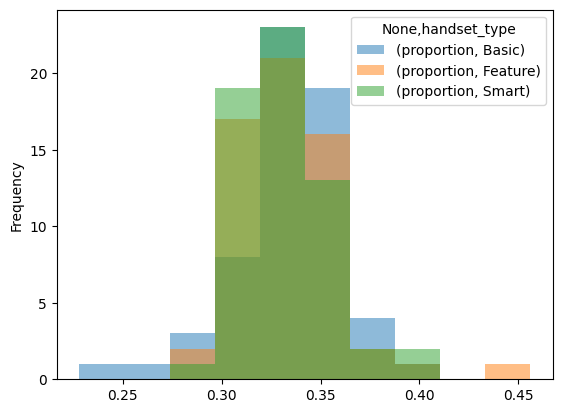 None,handset_type
(proportion, Basic)
(proportion, Feature)
(proportion, Smart)
Frequency
20
15
10
5
0
0.25 0.30 0.35 0.40 0.45